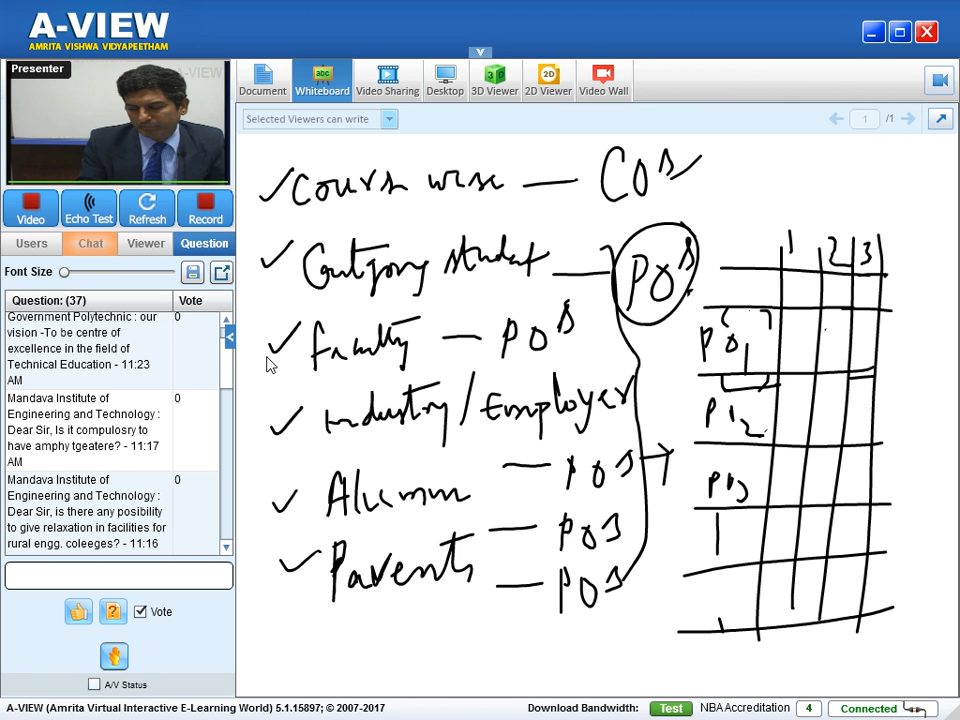 A-VIEW
AMRITA VISHWA VIDYAPEETHAM
Presenter
A-VIEW
Document
abc
Whiteboard
Video Sharing
Desktop
3D
3D Viewer
2D
2D Viewer
Video Wall
Selected Viewers can write
1 /1
Video
Echo Test
Refresh
Record
Users
Chat
Viewer
Question
Font Size
Question: (37) Vote
Government Polytechnic : our 0
vision -To be centre of
excellence in the field of
Technical Education - 11:23
AM
Mandava Institute of 0
Engineering and Technology :
Dear Sir, Is it compulosry to
have amphy tgeatere? - 11:17
AM
Mandava Institute of 0
Engineering and Technology :
Dear Sir, is there any posibility
to give relaxation in facilities for
rural engg. coleeges? - 11:16
Vote
A/V Status
Course wise — COs
student — POs
Faculty — POs
Industry / Employer
— POs
Alumni
— POs
Parents — POs
1 2 3
PO1
PO2
PO3
A-VIEW (Amrita Virtual Interactive E-Learning World) 5.1.15897; © 2007-2017
Download Bandwidth: Test NBA Accreditation 4 Connected